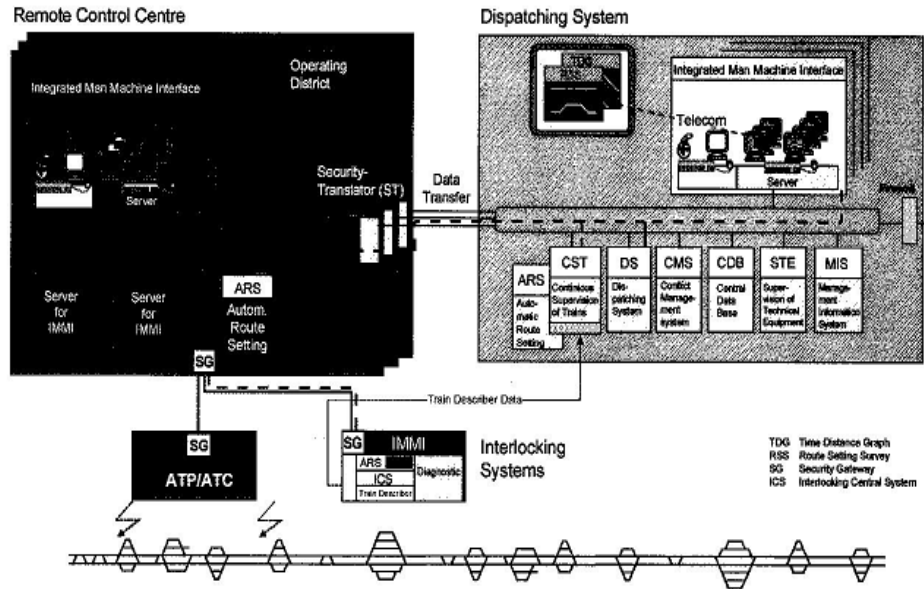 Remote Control Centre
Operating
District
Integrated Man Machine Interface
Server
Security-
Translator (ST)
Server
for
IMMI
Server
for
IMMI
ARS
Autom.
Route
Setting
SG
Data
Transfer
Dispatching System
TDG
RSS
Integrated Man Machine Interface
Telecom
Server
ARS
Auto-
matic
Route
Setting
CST
Continious
Supervision
of Trains
DS
Dis-
patching
System
CMS
Conflict
Manage-
ment
system
CDB
Central
Data
Base
STE
Super-
vision of
Technical
Equipment
MIS
Manage-
ment
Information
System
Train Describer Data
SG
ATP/ATC
SG IMMI
ARS
ICS
Train Describer
Diagnostic
Interlocking
Systems
TDG Time Distance Graph
RSS Route Setting Survey
SG Security Gateway
ICS Interlocking Central System